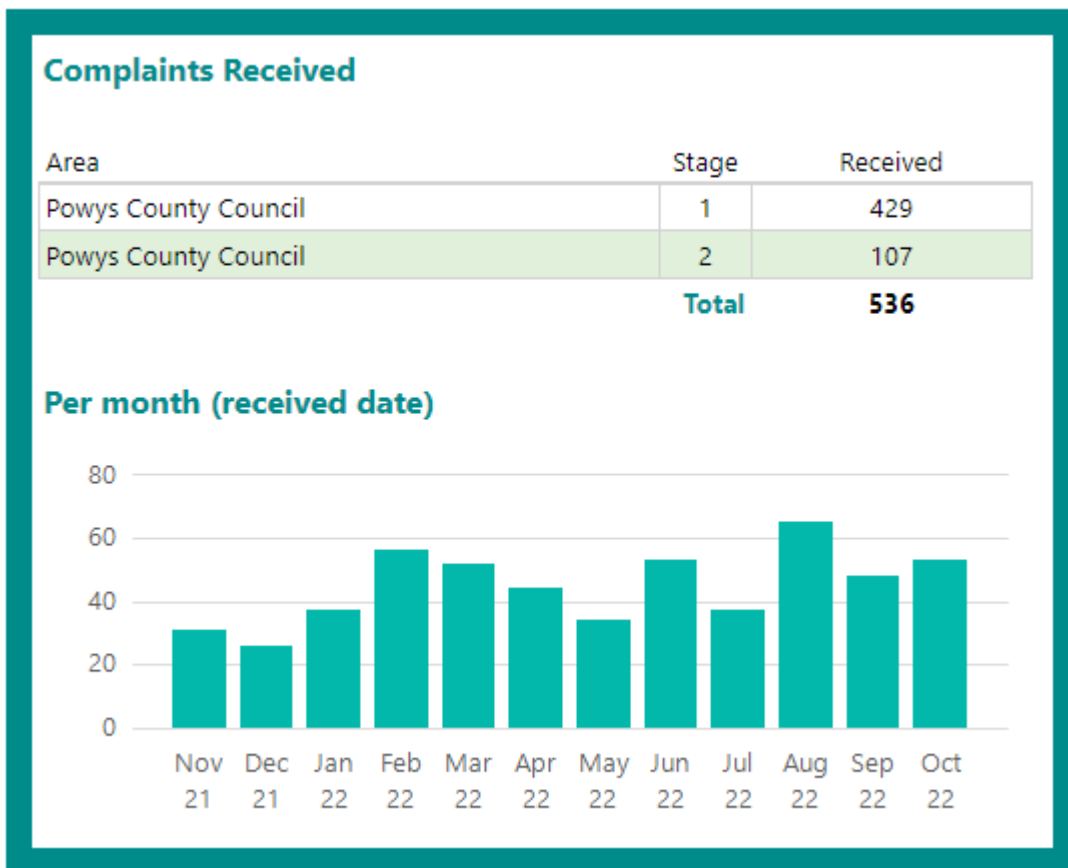 Complaints Received
Area Stage Received
Powys County Council 1 429
Powys County Council 2 107
Total 536
Per month (received date)
80
60
40
20
0
Nov Dec Jan Feb Mar Apr May Jun Jul Aug Sep Oct
21 21 22 22 22 22 22 22 22 22 22 22